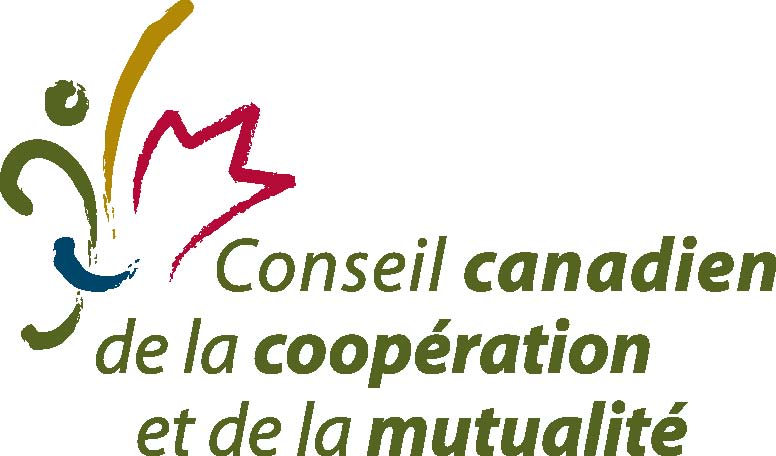 Conseil canadien
de la coopération
et de la mutualité